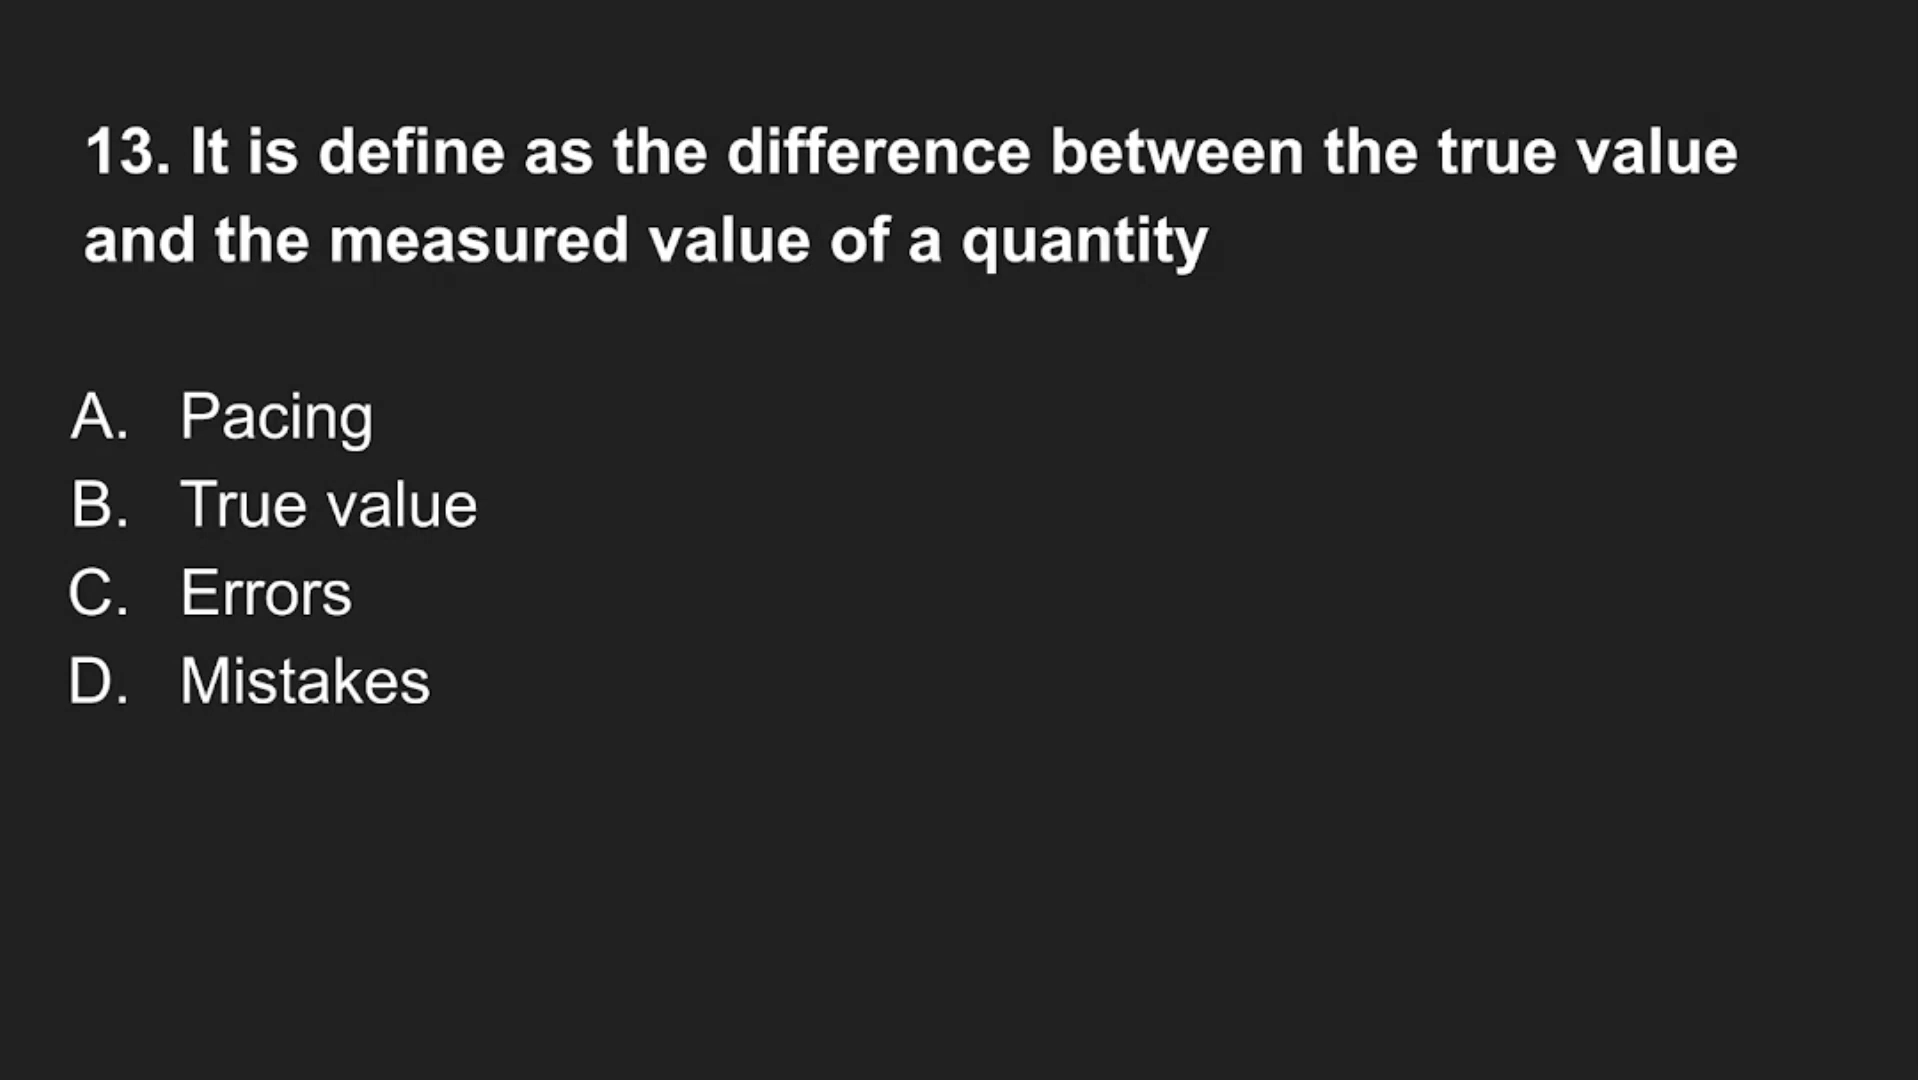 13. It is define as the difference between the true value
and the measured value of a quantity
A. Pacing
B. True value
C. Errors
D. Mistakes